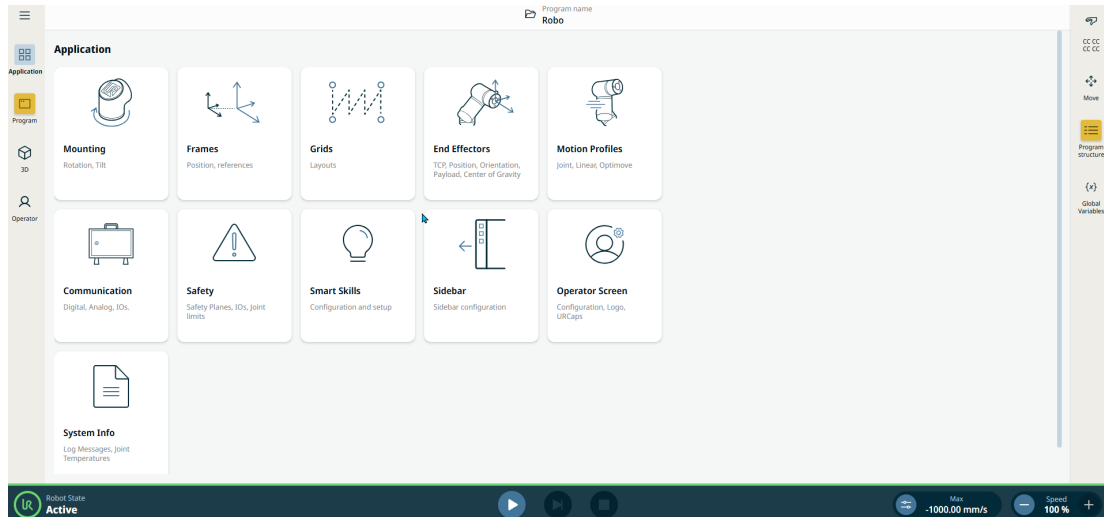 Program name
Robo
Application
Application
Program
3D
Operator
Mounting
Rotation, Tilt
Frames
Position, references
Grids
Layouts
End Effectors
TCP, Position, Orientation,
Payload, Center of Gravity
Motion Profiles
Joint, Linear, Optimove
Communication
Digital, Analog, IOs.
Safety
Safety Planes, IOs, Joint
limits
Smart Skills
Configuration and setup
Sidebar
Sidebar configuration
Operator Screen
Configuration, Logo,
URCaps
System Info
Log Messages, Joint
Temperatures
CC CC
CC CC
Move
Program
structure
{x}
Global
Variables
UR
Robot State
Active
Max
-1000.00 mm/s
Speed
100 %